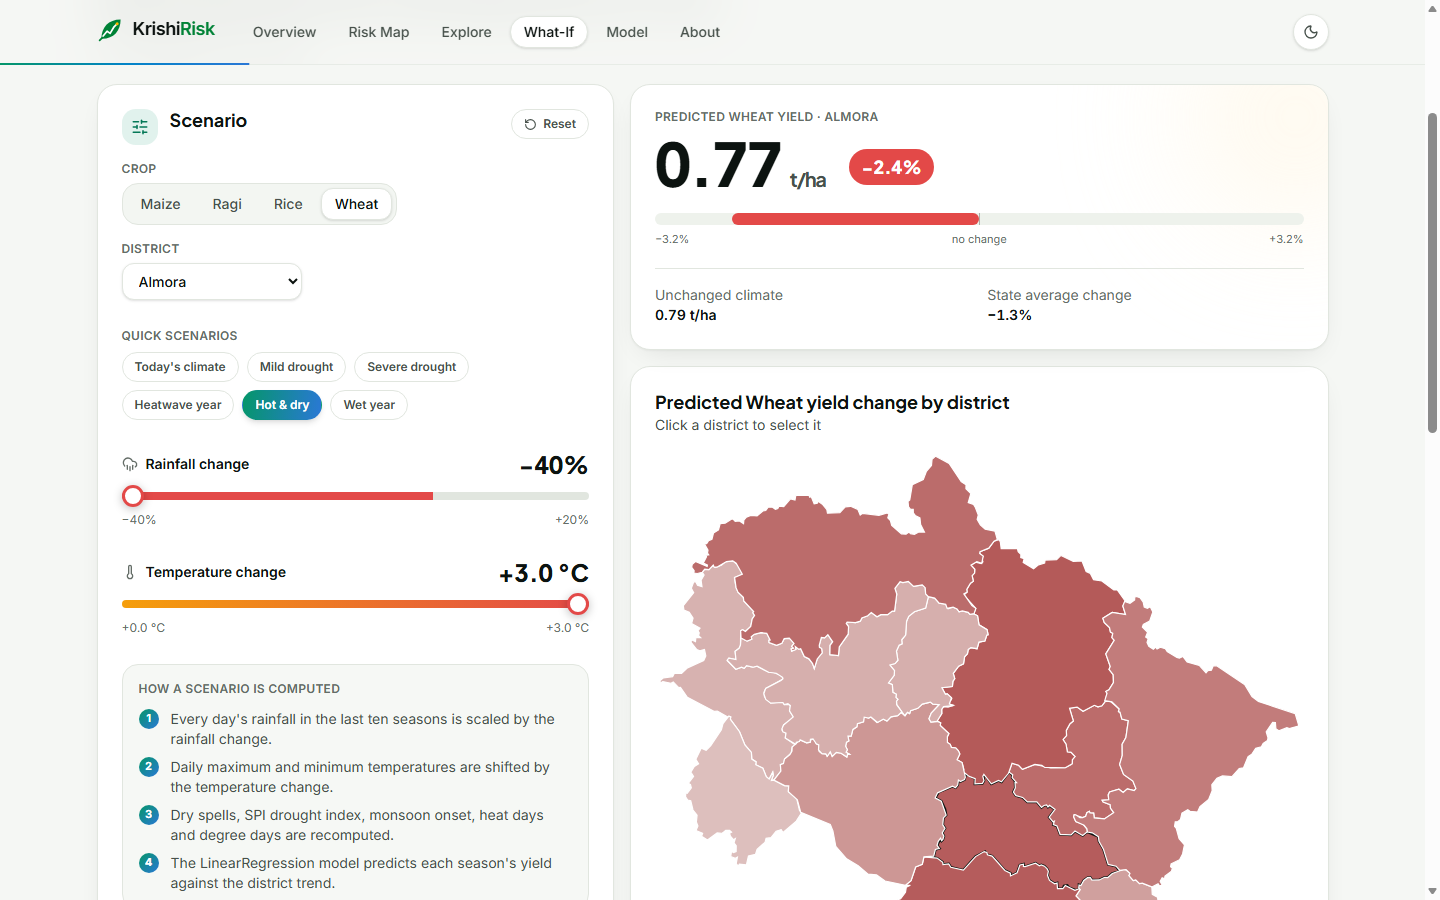 KrishiRisk
Overview
Risk Map
Explore
What-If
Model
About
Scenario
Reset
CROP
Maize
Ragi
Rice
Wheat
DISTRICT
Almora
QUICK SCENARIOS
Today's climate
Mild drought
Severe drought
Heatwave year
Hot & dry
Wet year
Rainfall change
−40%
−40%
+20%
Temperature change
+3.0 °C
+0.0 °C
+3.0 °C
HOW A SCENARIO IS COMPUTED
1 Every day's rainfall in the last ten seasons is scaled by the
rainfall change.
2 Daily maximum and minimum temperatures are shifted by
the temperature change.
3 Dry spells, SPI drought index, monsoon onset, heat days
and degree days are recomputed.
4 The LinearRegression model predicts each season's yield
against the district trend.
PREDICTED WHEAT YIELD · ALMORA
0.77 t/ha −2.4%
−3.2%
no change
+3.2%
Unchanged climate
0.79 t/ha
State average change
−1.3%
Predicted Wheat yield change by district
Click a district to select it